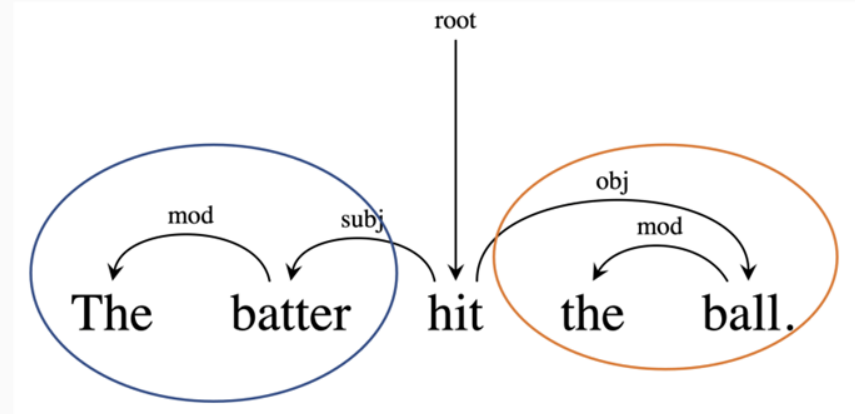 root
obj
mod subj mod
The batter hit the ball.